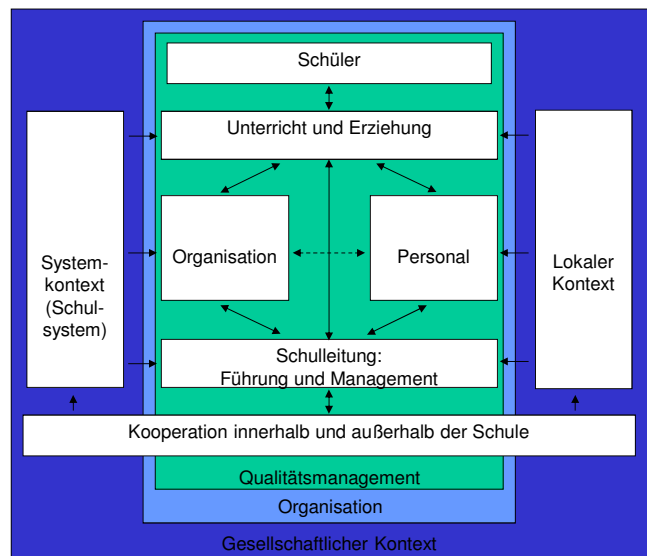 Schüler
Unterricht und Erziehung
Organisation
Personal
System-
kontext
(Schul-
system)
Lokaler
Kontext
Schulleitung:
Führung und Management
Kooperation innerhalb und außerhalb der Schule
Qualitätsmanagement
Organisation
Gesellschaftlicher Kontext